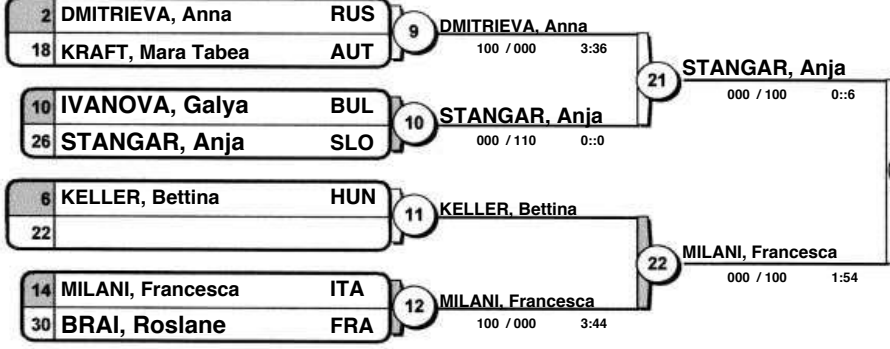 2 DMITRIEVA, Anna RUS
18 KRAFT, Mara Tabea AUT
9 DMITRIEVA, Anna
100 / 000 3:36
10 IVANOVA, Galya BUL
26 STANGAR, Anja SLO
10 STANGAR, Anja
000 / 110 0::0
21 STANGAR, Anja
000 / 100 0::6
6 KELLER, Bettina HUN
22
11 KELLER, Bettina
14 MILANI, Francesca ITA
30 BRAI, Roslane FRA
12 MILANI, Francesca
100 / 000 3:44
22 MILANI, Francesca
000 / 100 1:54